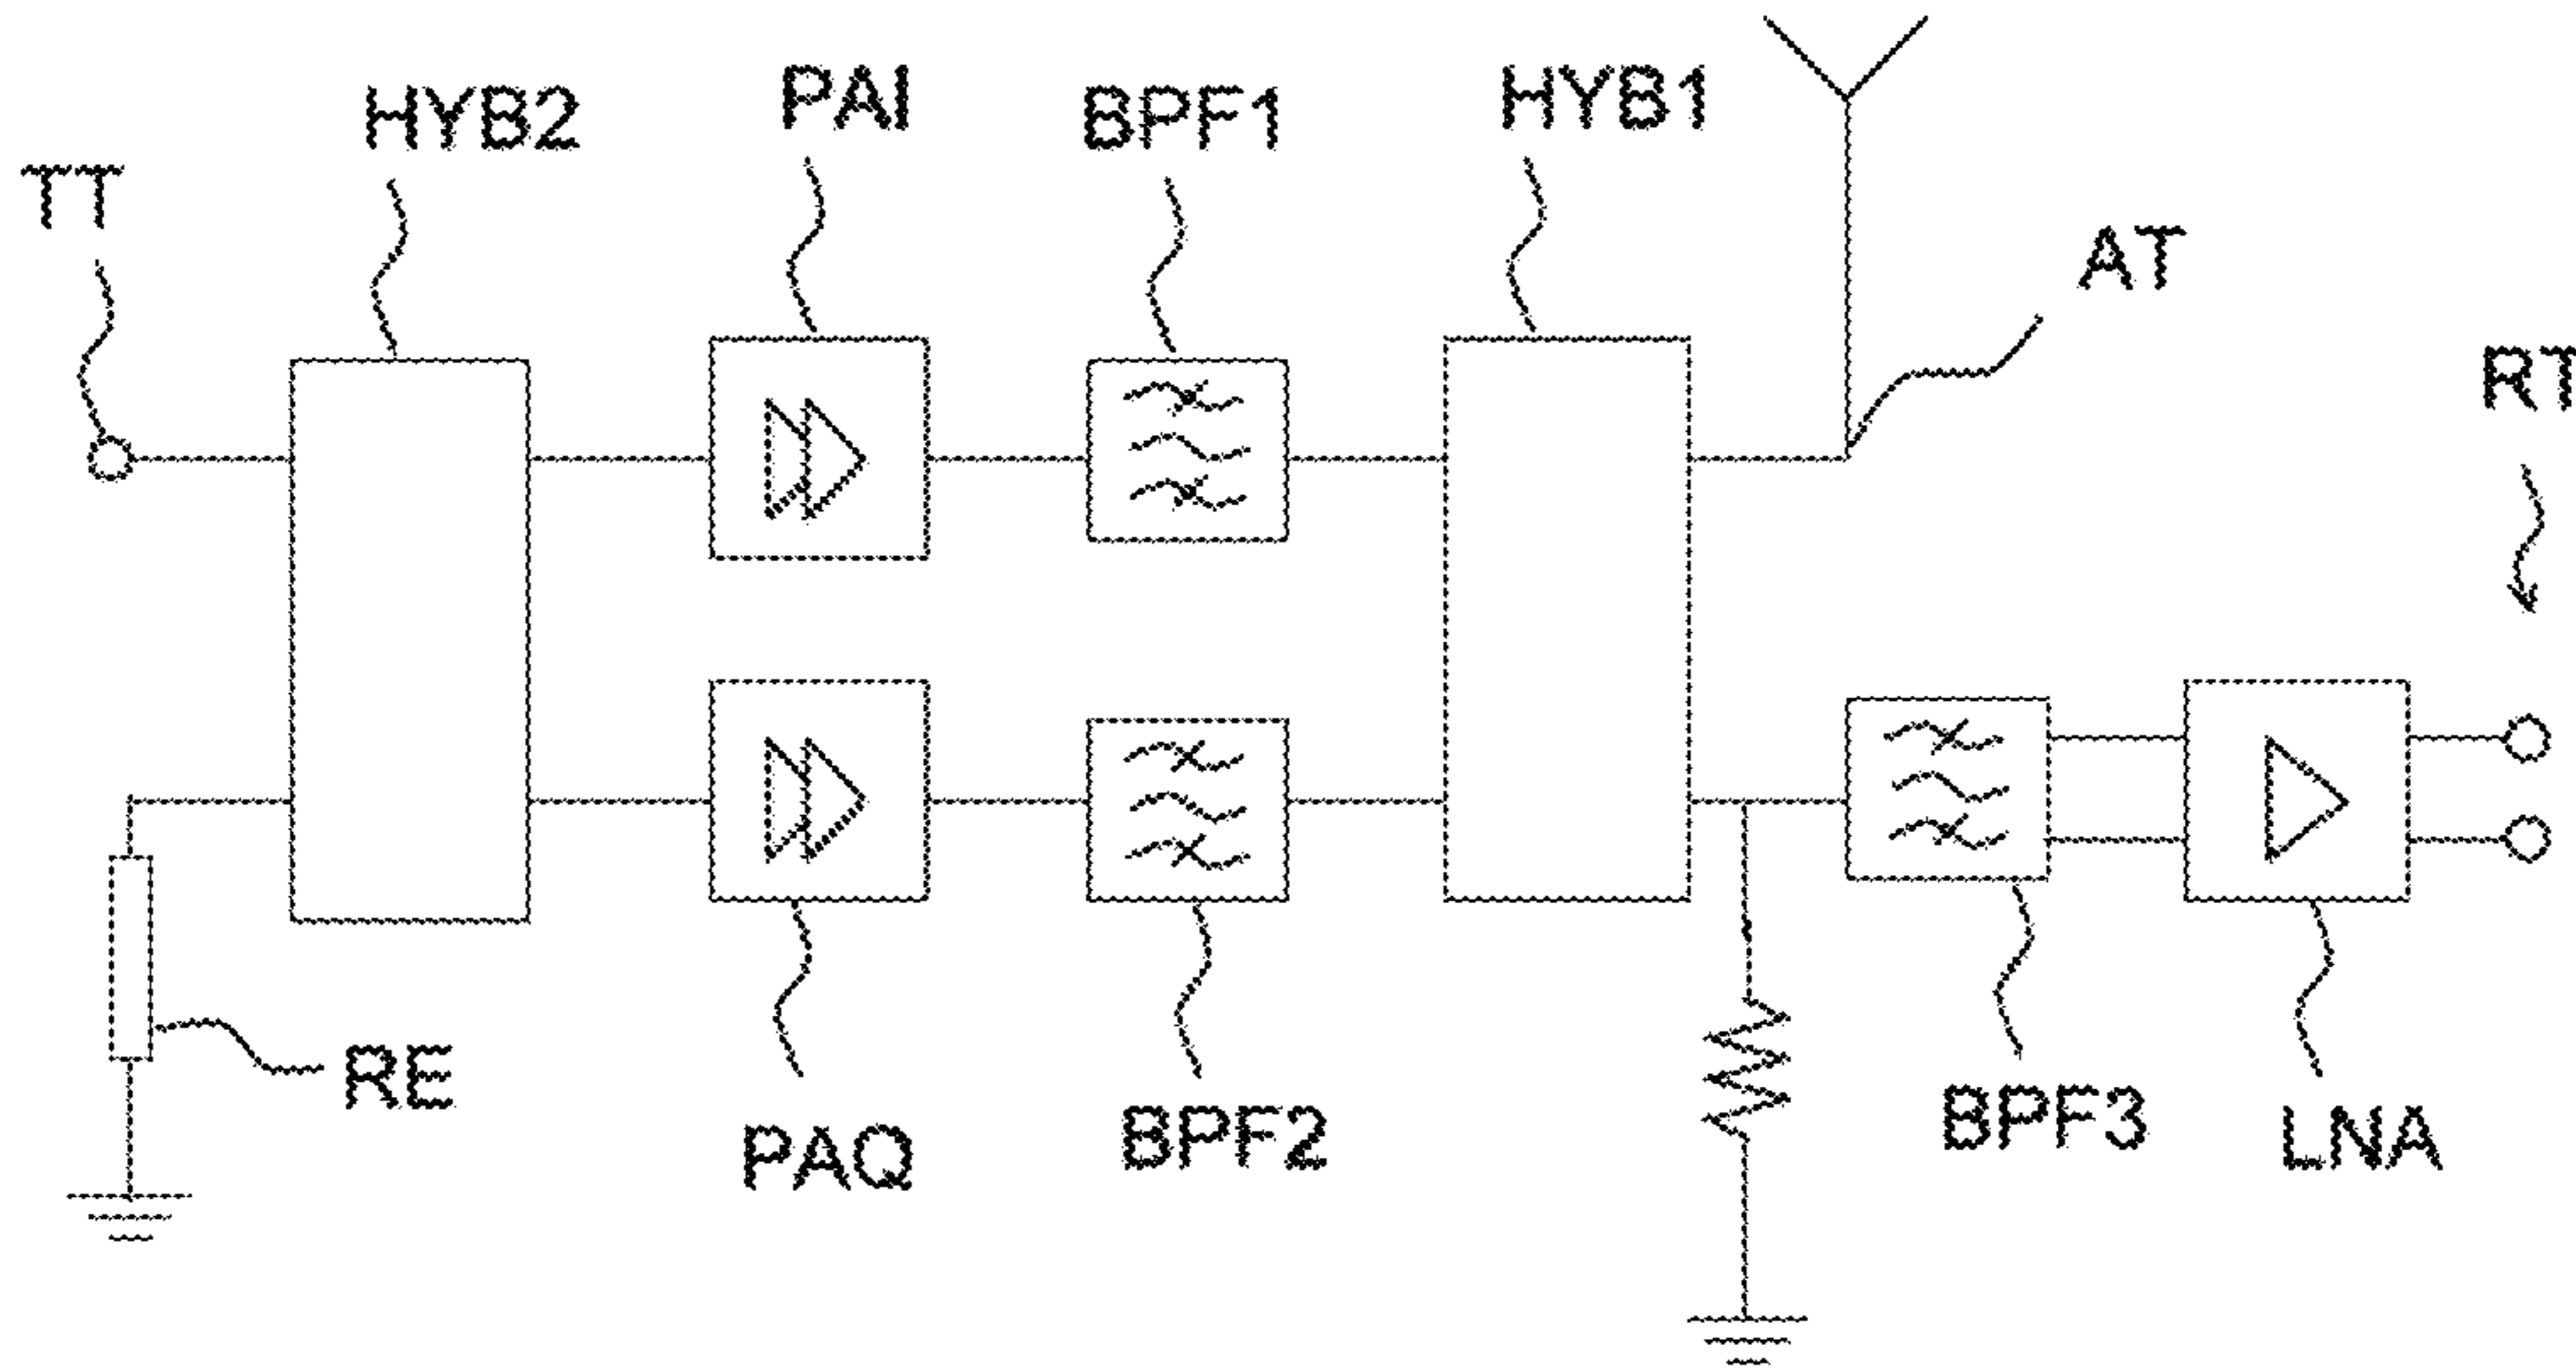 TT
HYB2
PAI
BPF1
HYB1
AT
RT
RE
PAQ
BPF2
BPF3
LNA